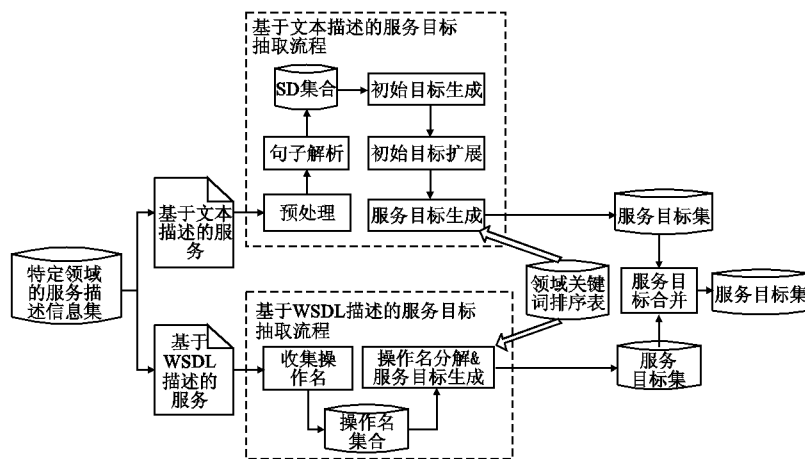 基于文本描述的服务目标
抽取流程
SD集合
初始目标生成
句子解析
初始目标扩展
基于文本
描述的服
务
预处理
服务目标生成
服务目标集
特定领域
的服务描
述信息集
领域关键
词排序表
服务目
标合并
服务目标集
基于WSDL描述的服务目标
抽取流程
基于
WSDL
描述的
服务
收集操
作名
操作名分解&
服务目标生成
服务
目标集
操作名
集合